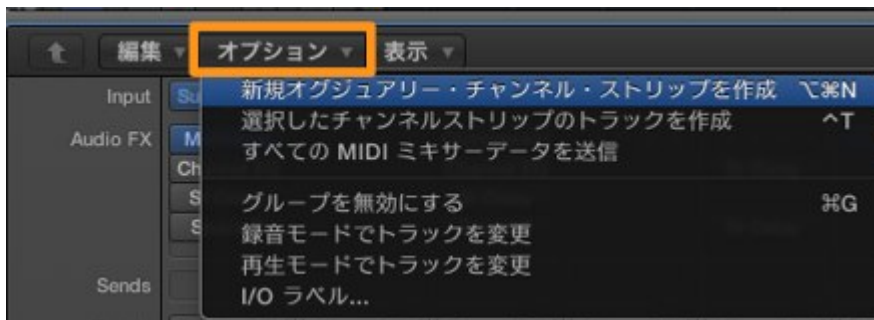 編集 オプション 表示
Input Su 新規オグジュアリー・チャンネル・ストリップを作成 ⌥⌘N
選択したチャンネルストリップのトラックを作成 ^T
Audio FX M すべての MIDI ミキサーデータを送信
Ch
S グループを無効にする ⌘G
S 録音モードでトラックを変更
再生モードでトラックを変更
Sends I/O ラベル...